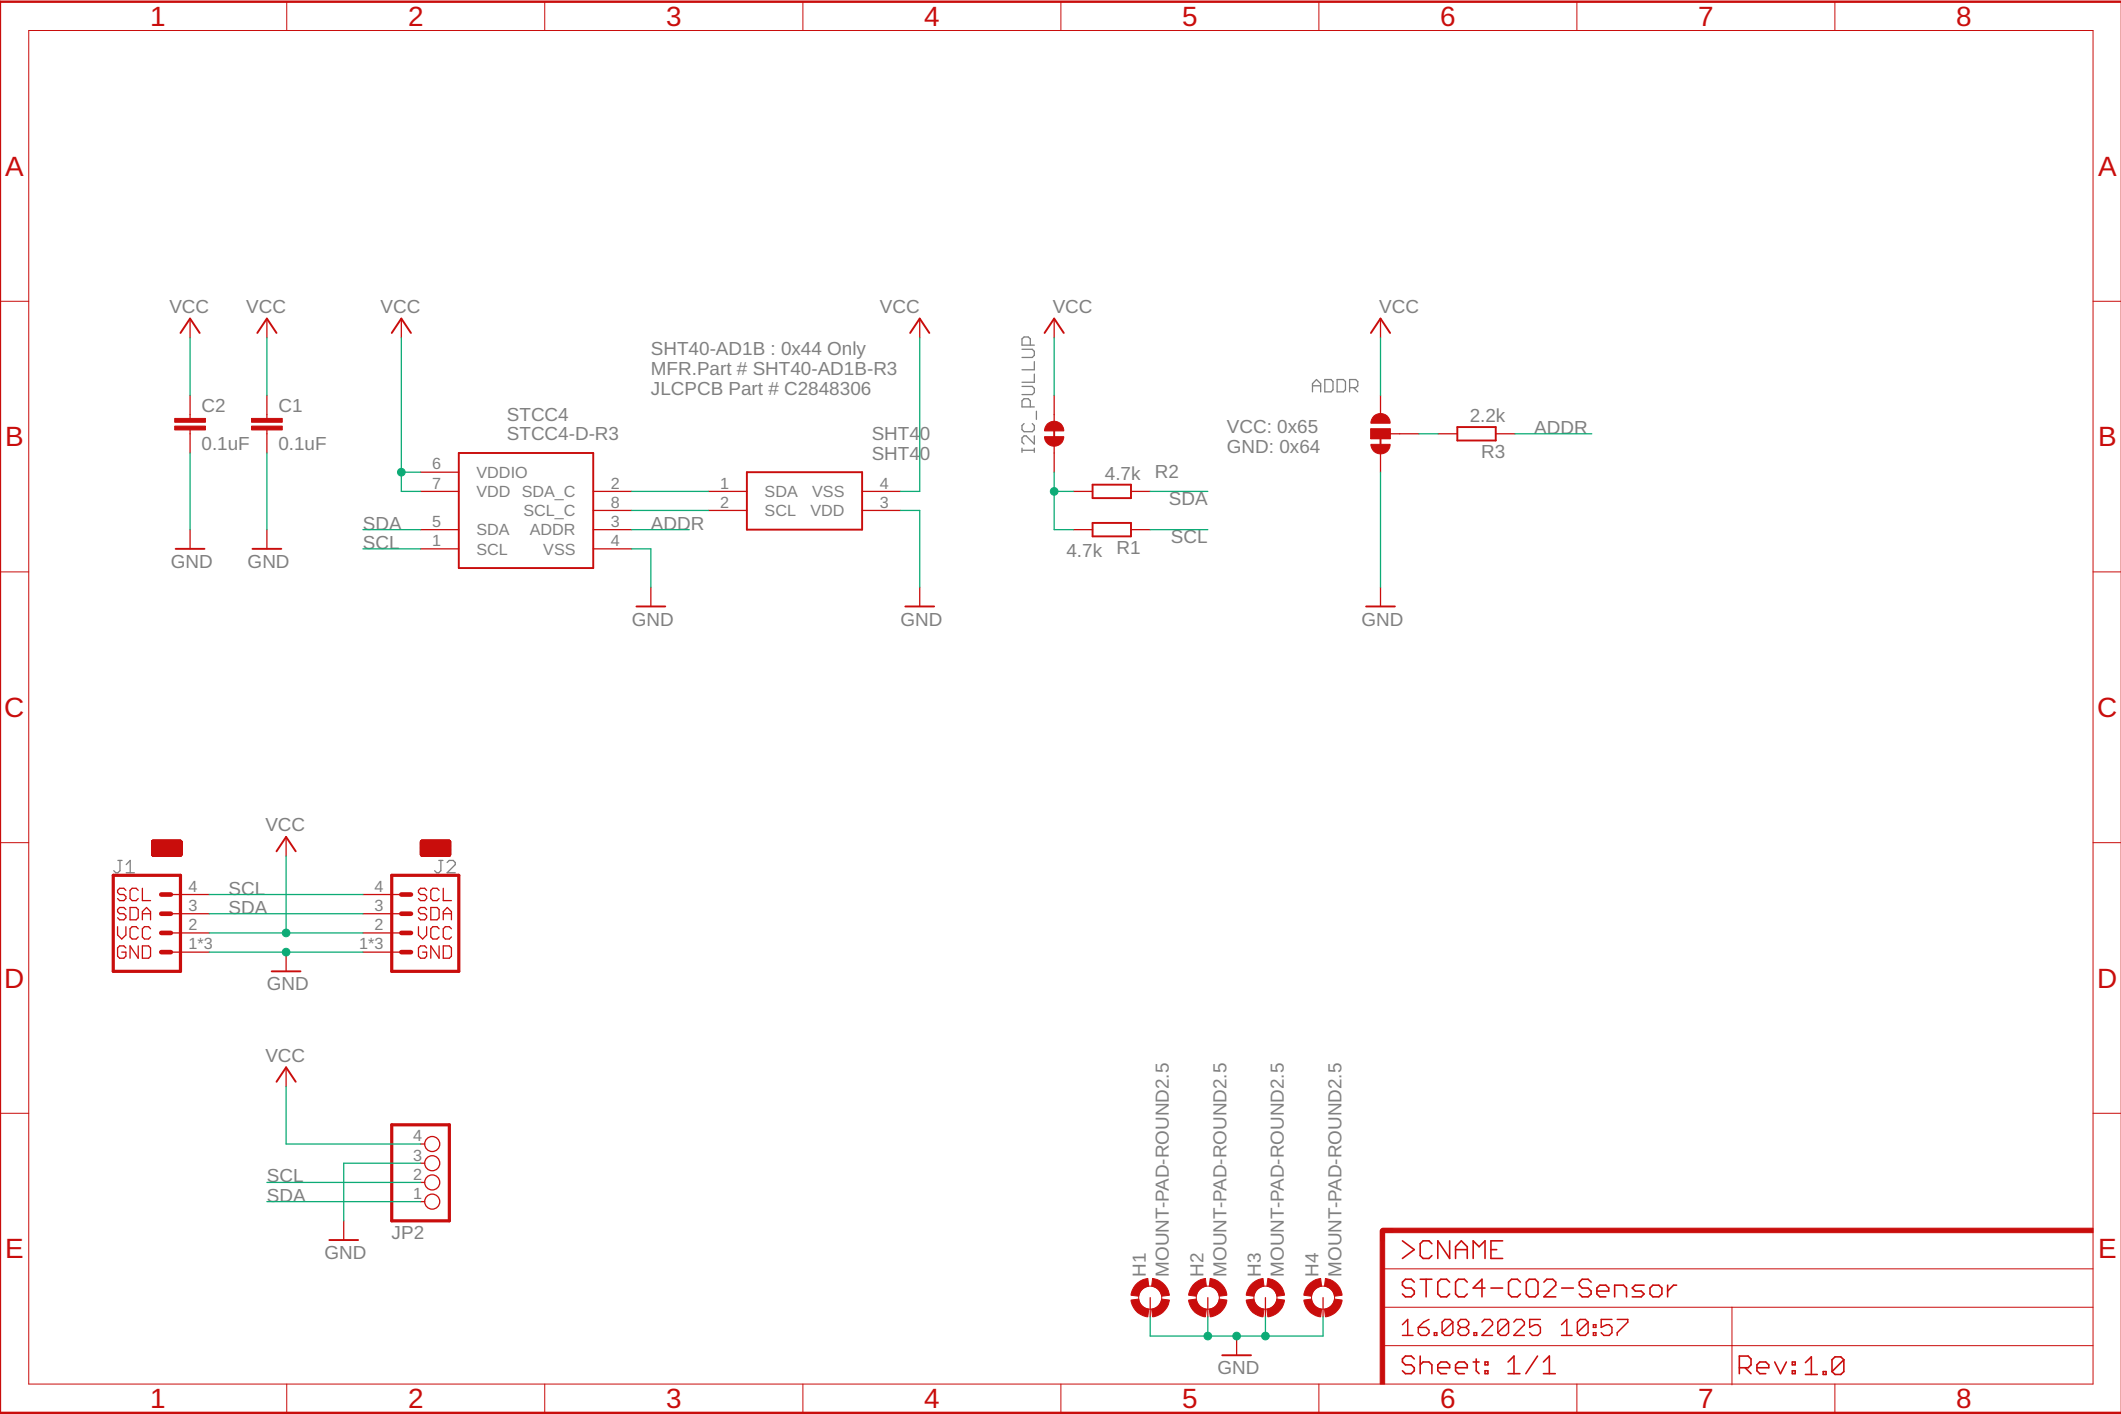 1 2 3 4 5 6 7 8
A A
VCC VCC VCC VCC VCC VCC
SHT40-AD1B : 0x44 Only
MFR.Part # SHT40-AD1B-R3
JLCPCB Part # C2848306
I2C_PULLUP
ADDR
B B
C2
0.1uF
C1
0.1uF
STCC4
STCC4-D-R3
6 VDDIO
7 VDD SDA_C 2
SCL_C 8
SDA 5 SDA ADDR 3 ADDR
SCL 1 SCL VSS 4
SHT40
SHT40
1 SDA VSS 4
2 SCL VDD 3
4.7k R2
SDA
4.7k R1
SCL
VCC: 0x65
GND: 0x64
2.2k
R3
ADDR
GND GND GND GND GND
C C
VCC
J1 J2
SCL 4 SCL 4 SCL
SDA 3 SDA 3 SDA
VCC 2 2 VCC
GND 1*3 1*3 GND
GND
D D
VCC
4
3
SCL 2
SDA 1
JP2
GND
E E
H1 MOUNT-PAD-ROUND2.5
H2 MOUNT-PAD-ROUND2.5
H3 MOUNT-PAD-ROUND2.5
H4 MOUNT-PAD-ROUND2.5
GND
>CNAME
STCC4-CO2-Sensor
16.08.2025 10:57
Sheet: 1/1 Rev:1.0
1 2 3 4 5 6 7 8